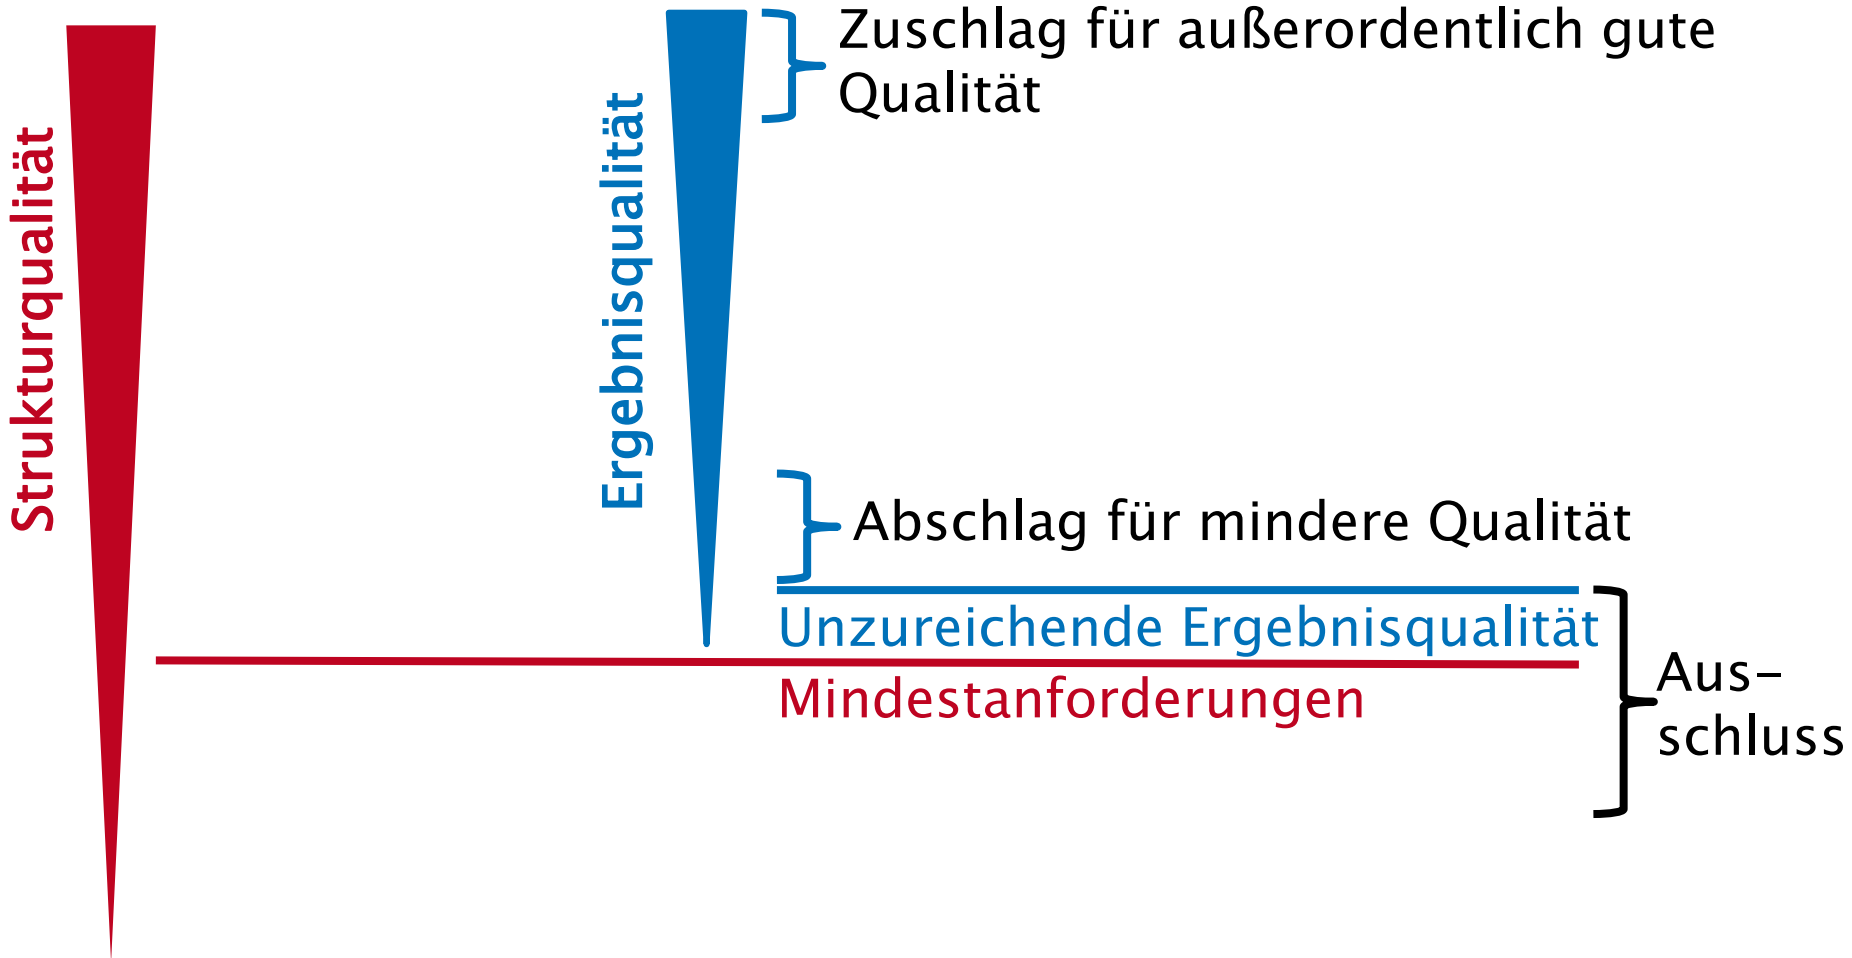 Strukturqualität
Ergebnisqualität
Zuschlag für außerordentlich gute
Qualität
Abschlag für mindere Qualität
Unzureichende Ergebnisqualität
Mindestanforderungen
Aus-
schluss